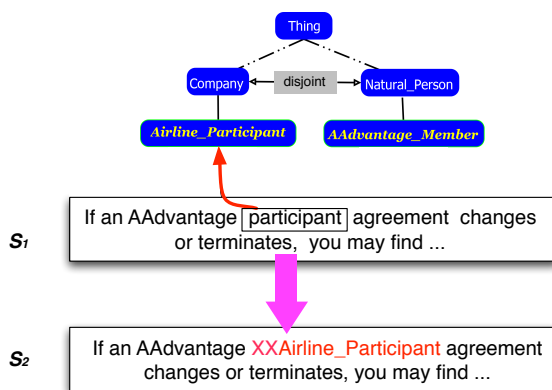 Thing
Company
disjoint
Natural_Person
Airline_Participant
AAdvantage_Member
S1
If an AAdvantage participant agreement changes
or terminates, you may find ...
S2
If an AAdvantage XXAirline_Participant agreement
changes or terminates, you may find ...